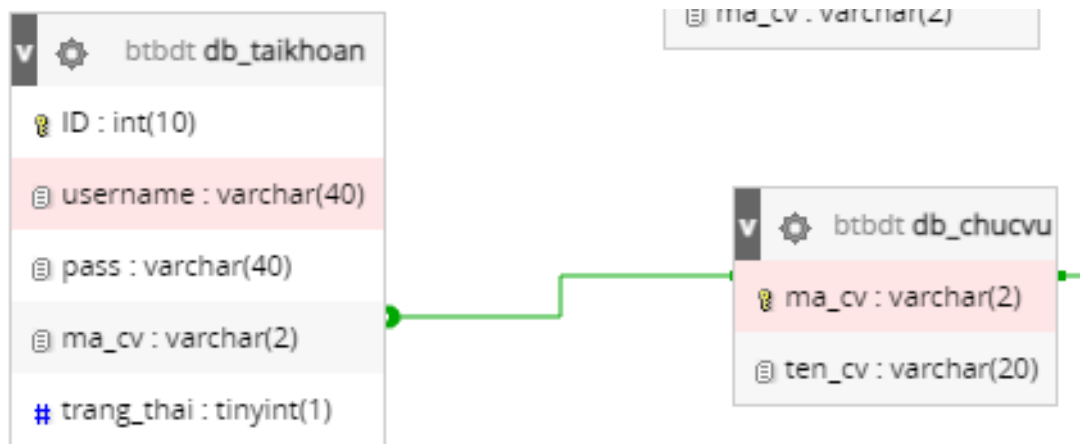 ma_cv : varchar(2)
v btbdt db_taikhoan
ID : int(10)
username : varchar(40)
pass : varchar(40)
ma_cv : varchar(2)
# trang_thai : tinyint(1)
v btbdt db_chucvu
ma_cv : varchar(2)
ten_cv : varchar(20)